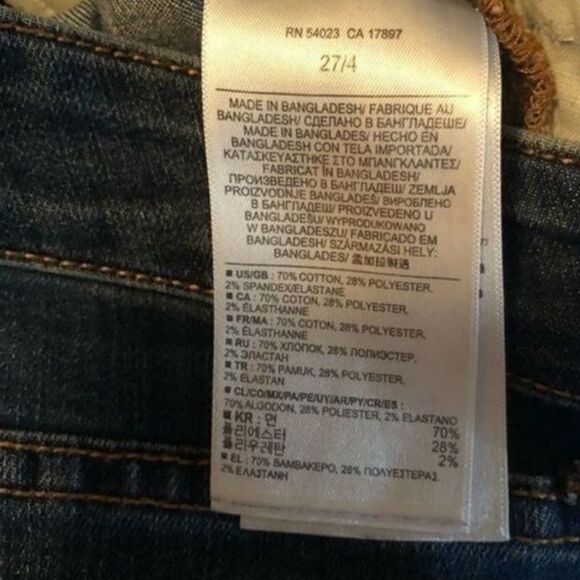 RN 54023 CA 17897
27/4
MADE IN BANGLADESH/ FABRIQUE AU
BANGLADESH/ СДЕЛАНО В БАНГЛАДЕШЕ/
MADE IN BANGLADES/ HECHO EN
BANGLADESH CON TELA IMPORTADA/
ΚΑΤΑΣΚΕΥΑΣΤΗΚΕ ΣΤΟ ΜΠΑΝΓΚΛΑΝΤΕΣ/
FABRICAT ÎN BANGLADESH/
ПРОИЗВЕДЕНО В БАНГЛАДЕШ/ ZEMLJA
PROIZVODNJE BANGLADEŠ/ ВИРОБЛЕНО
В БАНГЛАДЕШ/ PROIZVEDENO U
BANGLADEŠU/ WYPRODUKOWANO
W BANGLADESZU/ FABRICADO EM
BANGLADESH/ SZÁRMAZÁSI HELY:
BANGLADES/ 孟加拉製造
■ US/GB : 70% COTTON, 28% POLYESTER,
2% SPANDEX/ELASTANE
■ CA : 70% COTON, 28% POLYESTER,
2% ÉLASTHANNE
■ FR/MA : 70% COTON, 28% POLYESTER,
2% ÉLASTHANNE
■ RU : 70% ХЛОПОК, 28% ПОЛИЭСТЕР,
2% ЭЛАСТАН
■ TR : 70% PAMUK, 28% POLYESTER,
2% ELASTAN
■ CL/CO/MX/PA/PE/UY/AR/PY/CR/ES :
70% ALGODON, 28% POLIESTER, 2% ELASTANO
■ KR : 면 70%
폴리에스터 28%
폴리우레탄 2%
■ EL : 70% ΒΑΜΒΑΚΕΡΟ, 28% ΠΟΛΥΕΣΤΕΡΑΣ,
2% ΕΛΑΣΤΑΝΗ